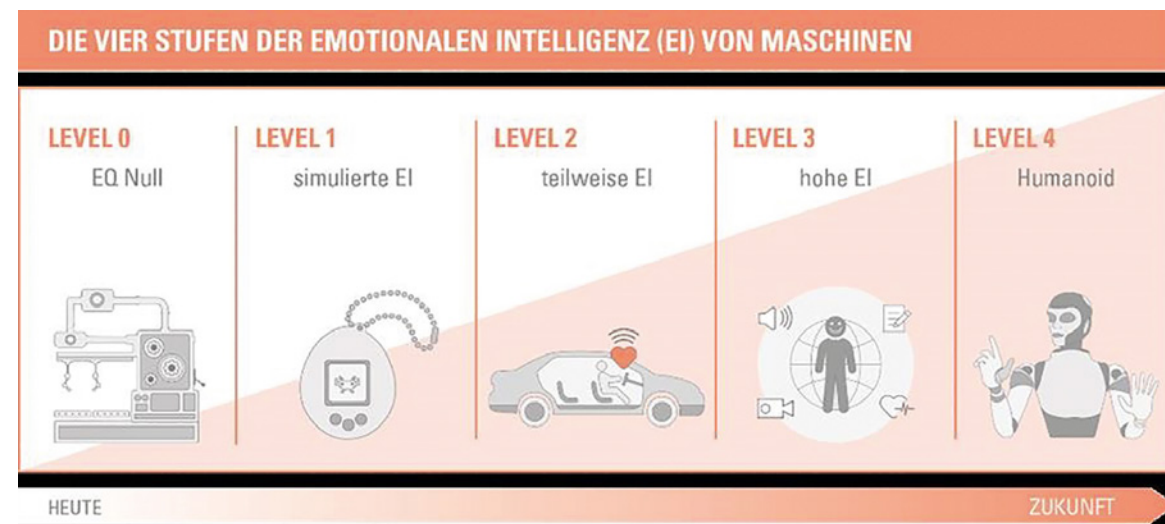 DIE VIER STUFEN DER EMOTIONALEN INTELLIGENZ (EI) VON MASCHINEN
LEVEL 0
EQ Null
LEVEL 1
simulierte EI
LEVEL 2
teilweise EI
LEVEL 3
hohe EI
LEVEL 4
Humanoid
HEUTE
ZUKUNFT